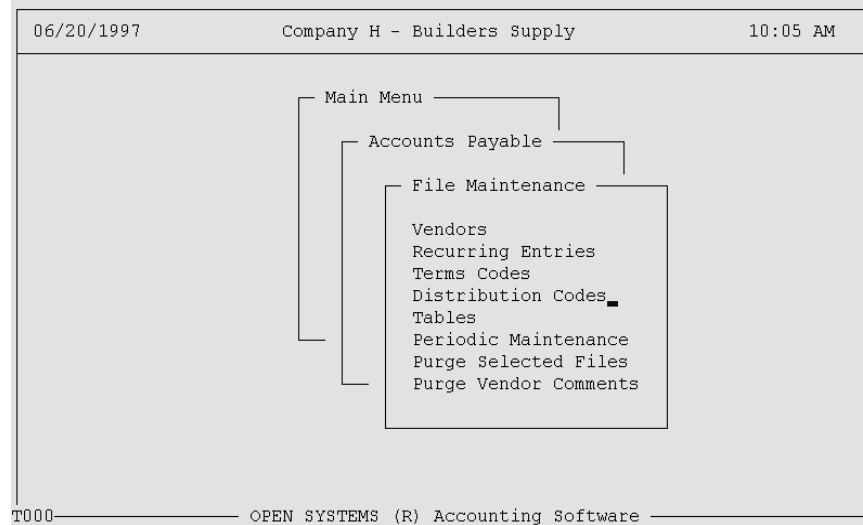 06/20/1997 Company H - Builders Supply 10:05 AM
Main Menu
Accounts Payable
File Maintenance
Vendors
Recurring Entries
Terms Codes
Distribution Codes
Tables
Periodic Maintenance
Purge Selected Files
Purge Vendor Comments
T000 OPEN SYSTEMS (R) Accounting Software